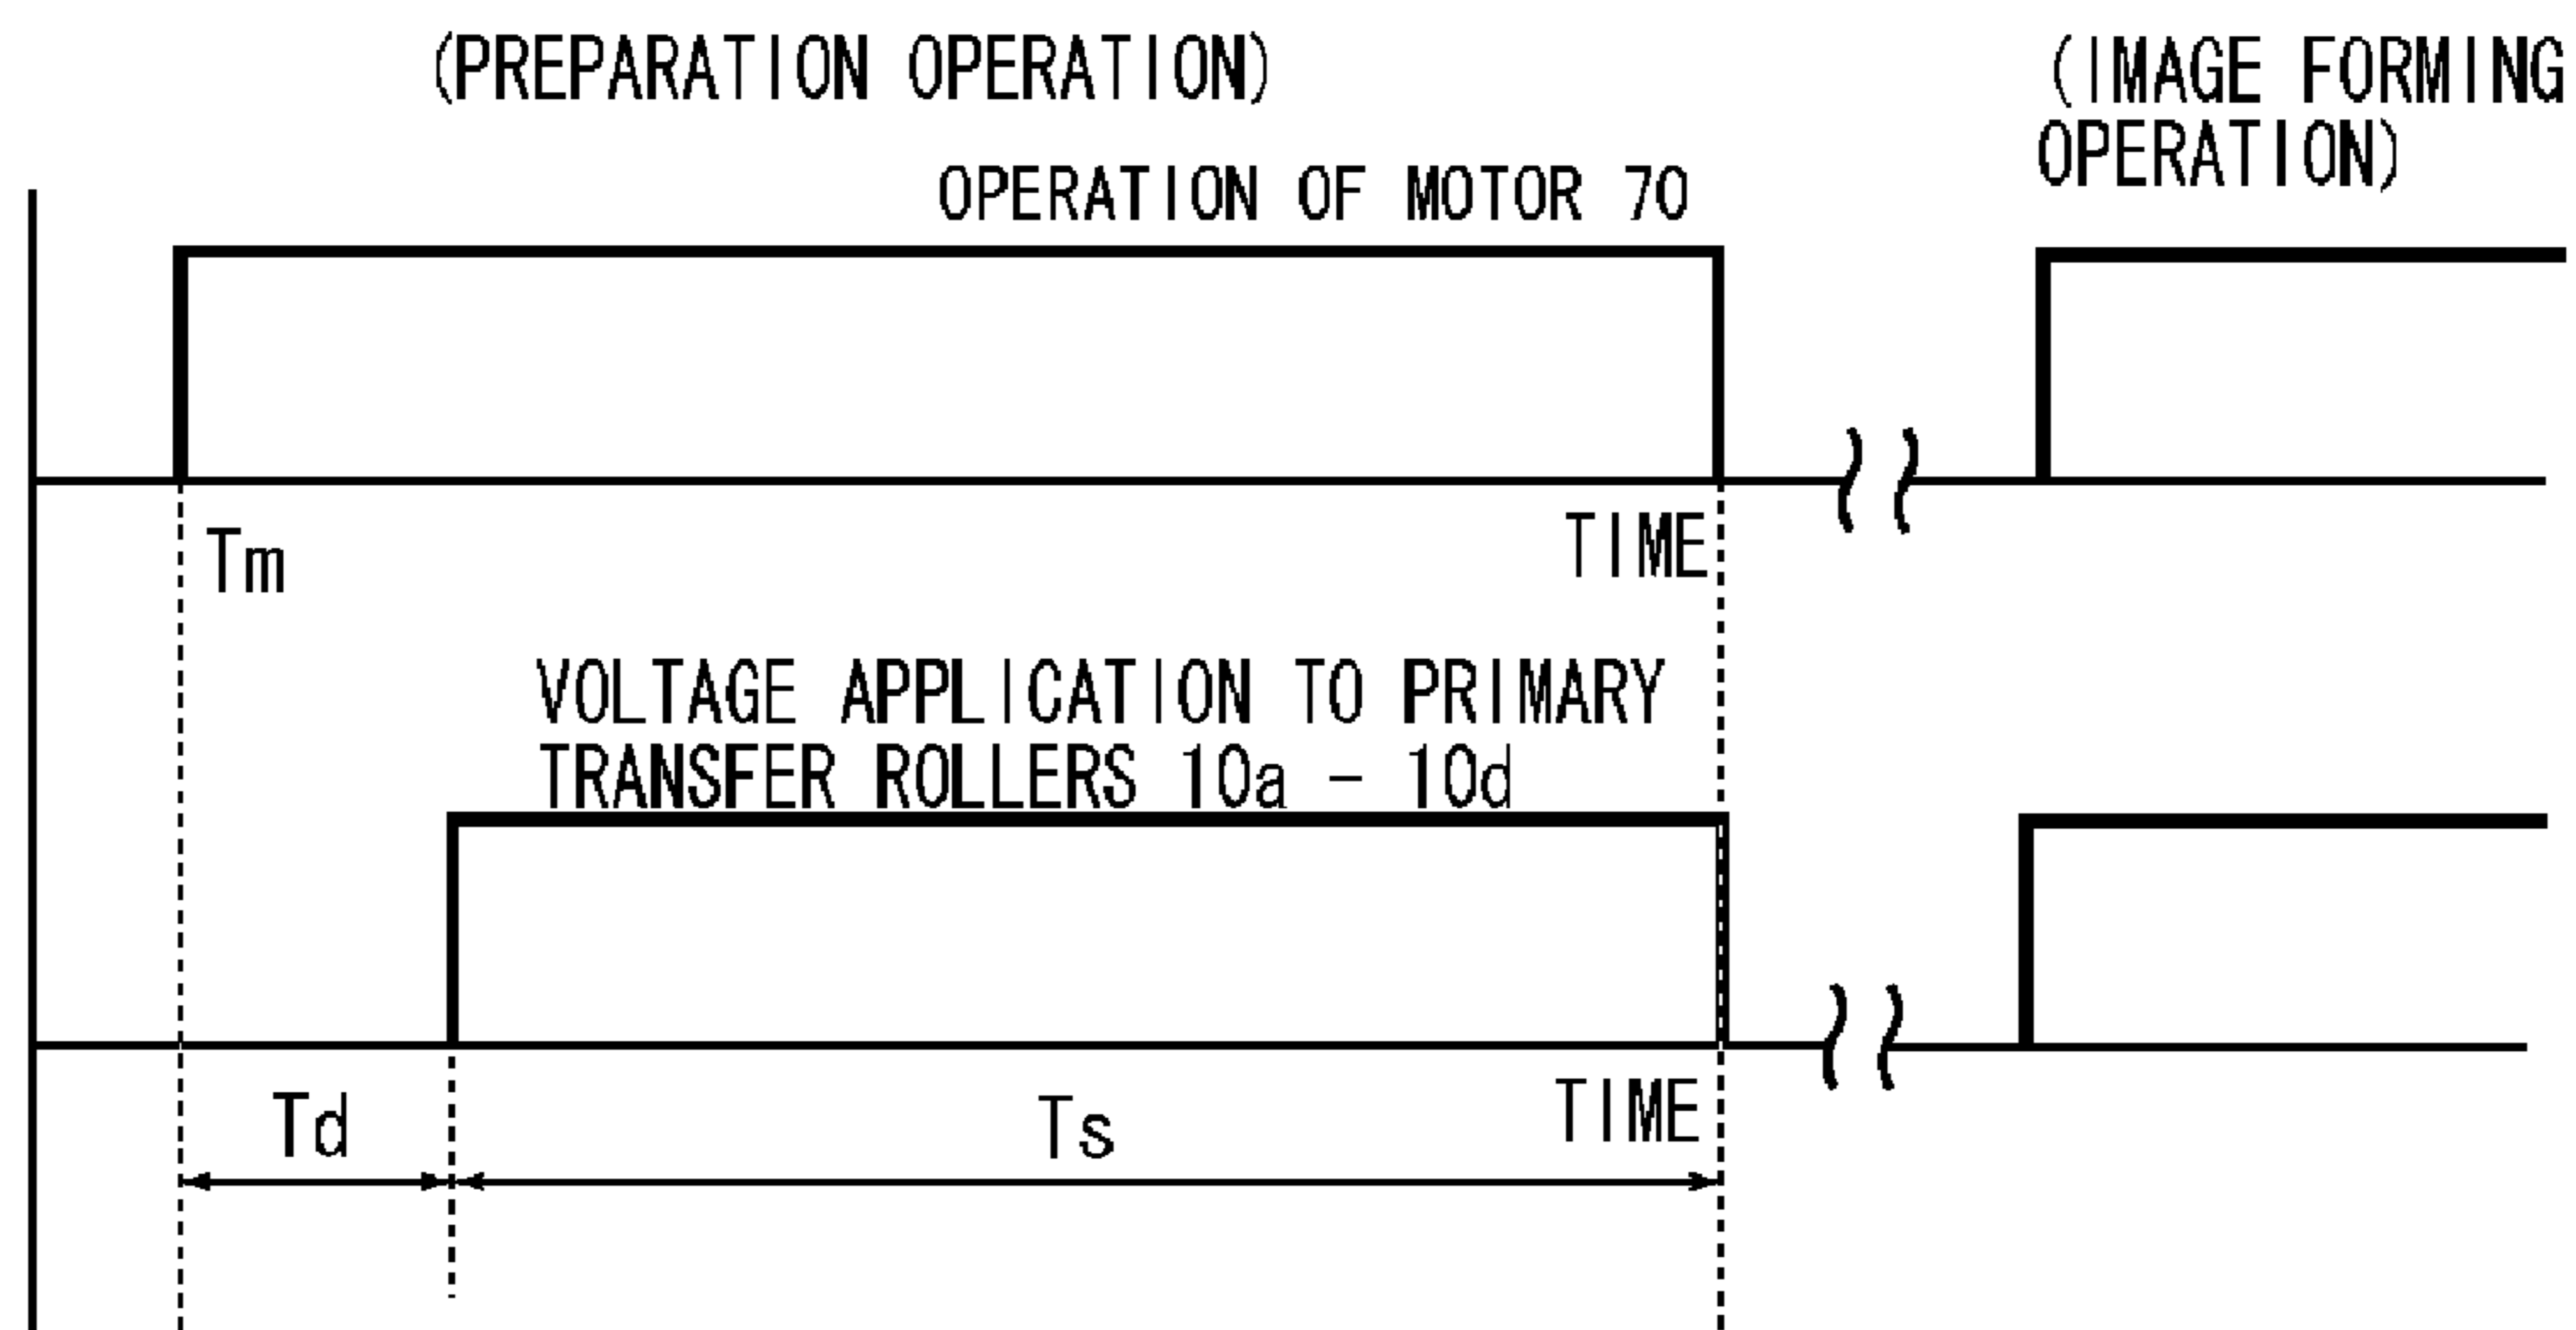 (PREPARATION OPERATION)
(IMAGE FORMING
OPERATION)
OPERATION OF MOTOR 70
Tm
TIME
VOLTAGE APPLICATION TO PRIMARY
TRANSFER ROLLERS 10a - 10d
Td
Ts
TIME